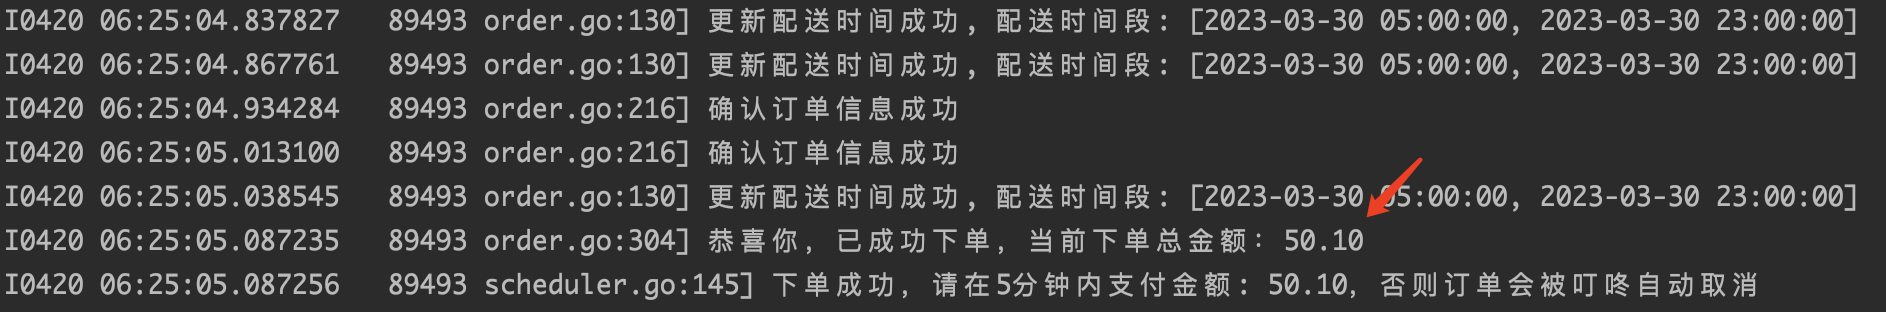 I0420 06:25:04.837827   89493 order.go:130] 更新配送时间成功，配送时间段：[2023-03-30 05:00:00, 2023-03-30 23:00:00]
I0420 06:25:04.867761   89493 order.go:130] 更新配送时间成功，配送时间段：[2023-03-30 05:00:00, 2023-03-30 23:00:00]
I0420 06:25:04.934284   89493 order.go:216] 确认订单信息成功
I0420 06:25:05.013100   89493 order.go:216] 确认订单信息成功
I0420 06:25:05.038545   89493 order.go:130] 更新配送时间成功，配送时间段：[2023-03-30 05:00:00, 2023-03-30 23:00:00]
I0420 06:25:05.087235   89493 order.go:304] 恭喜你，已成功下单，当前下单总金额：50.10
I0420 06:25:05.087256   89493 scheduler.go:145] 下单成功，请在5分钟内支付金额：50.10，否则订单会被叮咚自动取消